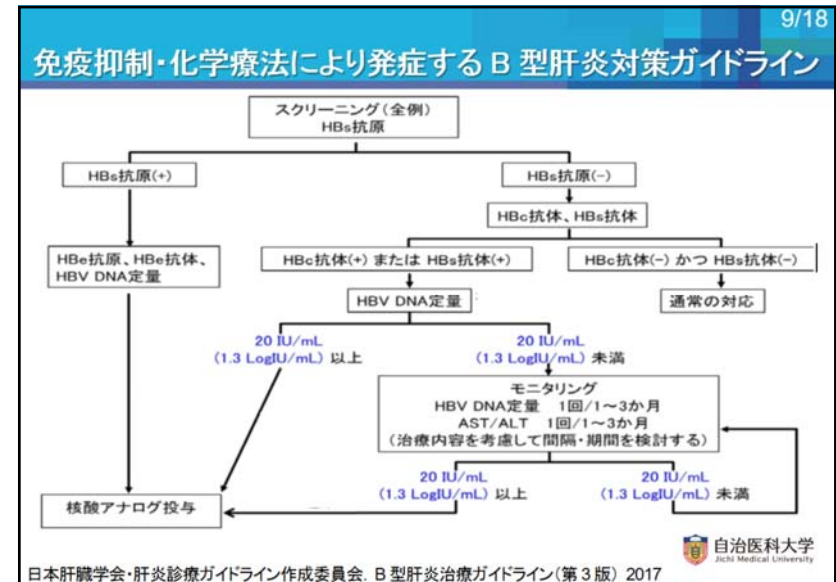 9/18
免疫抑制・化学療法により発症する B 型肝炎対策ガイドライン
スクリーニング(全例)
HBs抗原
HBs抗原(+)
HBs抗原(-)
HBc抗体、HBs抗体
HBe抗原、HBe抗体、
HBV DNA定量
HBc抗体(+) または HBs抗体(+)
HBc抗体(-) かつ HBs抗体(-)
HBV DNA定量
通常の対応
20 IU/mL
(1.3 LogIU/mL) 以上
20 IU/mL
(1.3 LogIU/mL) 未満
モニタリング
HBV DNA定量 1回/1~3か月
AST/ALT 1回/1~3か月
(治療内容を考慮して間隔・期間を検討する)
20 IU/mL
(1.3 LogIU/mL) 以上
20 IU/mL
(1.3 LogIU/mL) 未満
核酸アナログ投与
自治医科大学
Jichi Medical University
日本肝臓学会・肝炎診療ガイドライン作成委員会. B 型肝炎治療ガイドライン(第 3 版) 2017